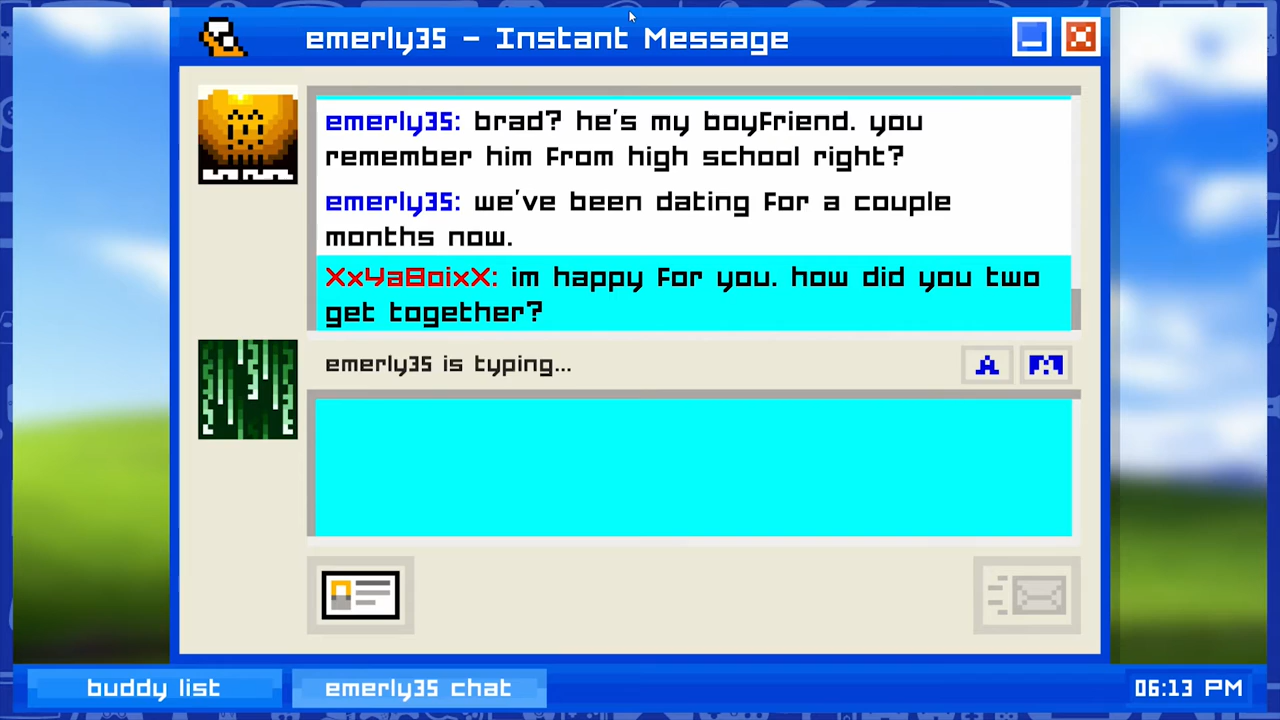 emerly35 - Instant Message
emerly35: brad? he's my boyfriend. you
remember him from high school right?
emerly35: we've been dating for a couple
months now.
XxYaBoixX: im happy for you. how did you two
get together?
emerly35 is typing...
A
buddy list
emerly35 chat
06:13 PM